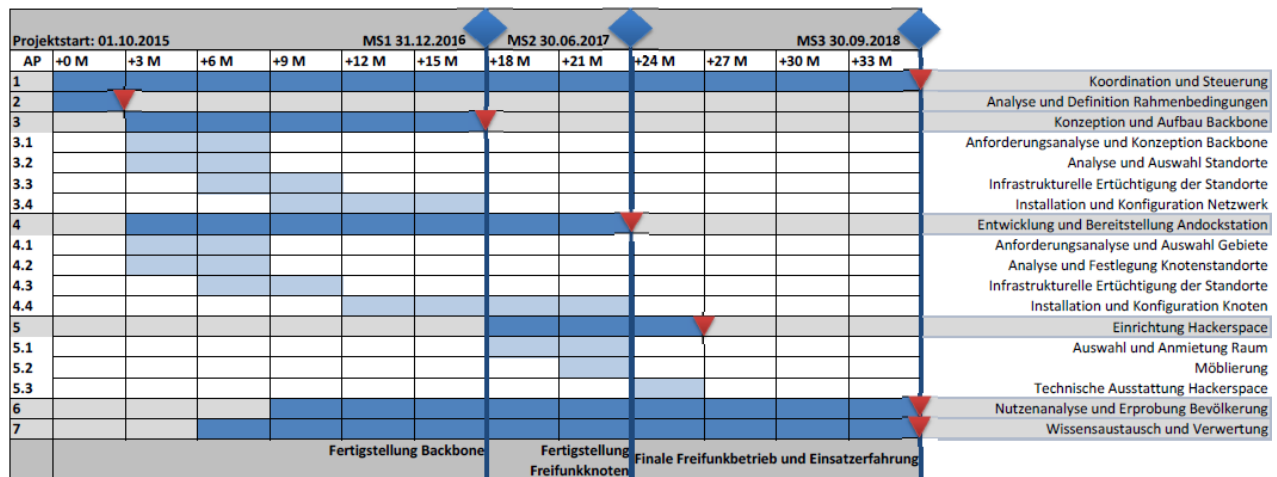 Projektstart: 01.10.2015 MS1 31.12.2016 MS2 30.06.2017 MS3 30.09.2018
AP +0 M +3 M +6 M +9 M +12 M +15 M +18 M +21 M +24 M +27 M +30 M +33 M
1 Koordination und Steuerung
2 Analyse und Definition Rahmenbedingungen
3 Konzeption und Aufbau Backbone
3.1 Anforderungsanalyse und Konzeption Backbone
3.2 Analyse und Auswahl Standorte
3.3 Infrastrukturelle Ertüchtigung der Standorte
3.4 Installation und Konfiguration Netzwerk
4 Entwicklung und Bereitstellung Andockstation
4.1 Anforderungsanalyse und Auswahl Gebiete
4.2 Analyse und Festlegung Knotenstandorte
4.3 Infrastrukturelle Ertüchtigung der Standorte
4.4 Installation und Konfiguration Knoten
5 Einrichtung Hackerspace
5.1 Auswahl und Anmietung Raum
5.2 Möblierung
5.3 Technische Ausstattung Hackerspace
6 Nutzenanalyse und Erprobung Bevölkerung
7 Wissensaustausch und Verwertung
Fertigstellung Backbone
Fertigstellung
Freifunkknoten
Finale Freifunkbetrieb und Einsatzerfahrung